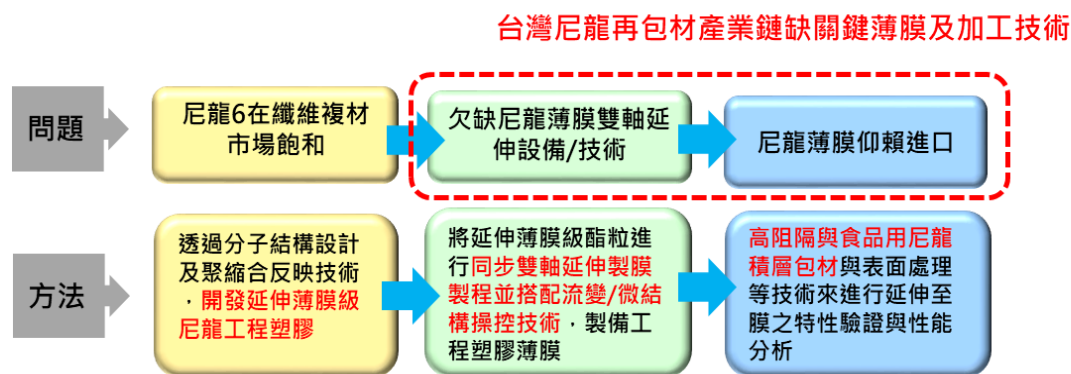 台灣尼龍再包材產業鏈缺關鍵薄膜及加工技術
問題
尼龍6在纖維複材
市場飽和
欠缺尼龍薄膜雙軸延
伸設備/技術
尼龍薄膜仰賴進口
方法
透過分子結構設計
及聚縮合反映技術
，開發延伸薄膜級
尼龍工程塑膠
將延伸薄膜級酯粒進
行同步雙軸延伸製膜
製程並搭配流變/微結
構操控技術，製備工
程塑膠薄膜
高阻隔與食品用尼龍
積層包材與表面處理
等技術來進行延伸至
膜之特性驗證與性能
分析